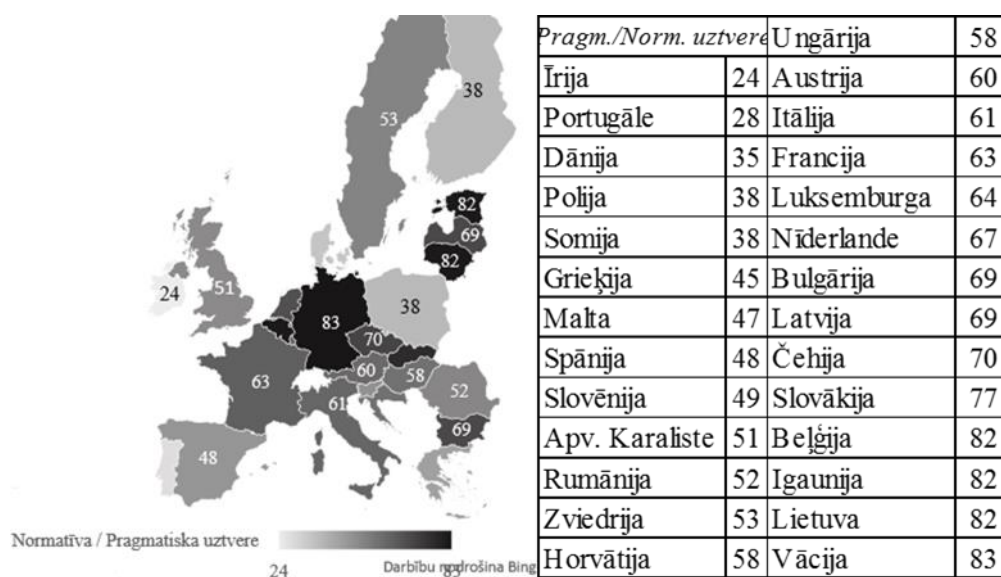 38
53
82
69
82
24
51
38
83
70
60
58
63
52
61
69
48
Normatīva / Pragmatiska uztvere
24
Darbību nodrošina Bing
Pragm./Norm. uztvere Ungārija 58
Īrija 24 Austrija 60
Portugāle 28 Itālija 61
Dānija 35 Francija 63
Polija 38 Luksemburga 64
Somija 38 Nīderlande 67
Grieķija 45 Bulgārija 69
Malta 47 Latvija 69
Spānija 48 Čehija 70
Slovēnija 49 Slovākija 77
Apv. Karaliste 51 Beļģija 82
Rumānija 52 Igaunija 82
Zviedrija 53 Lietuva 82
Horvātija 58 Vācija 83